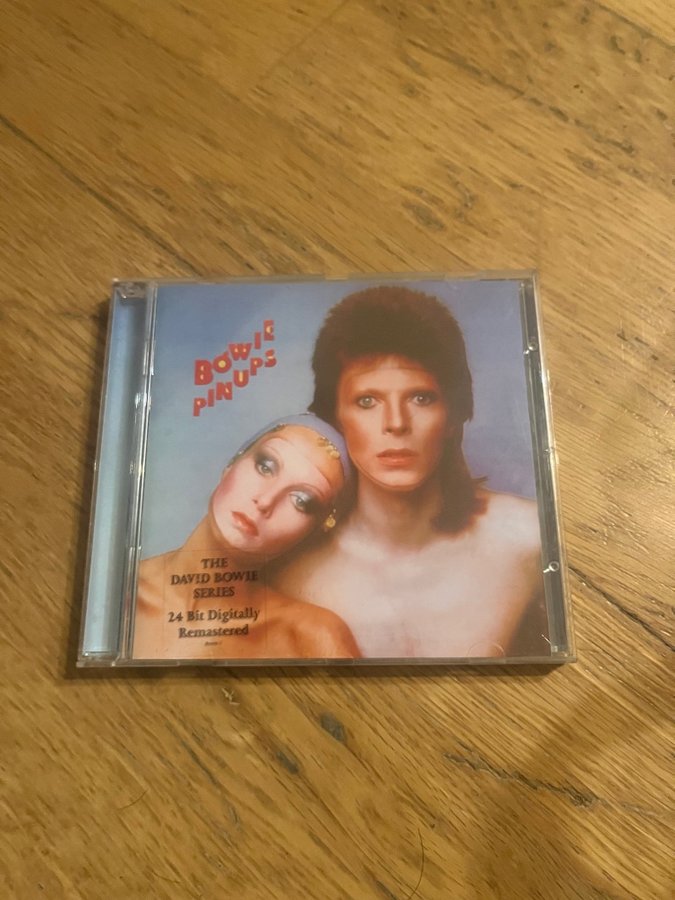 BOWIE
PINUPS
THE
DAVID BOWIE
SERIES
24 Bit Digitally
Remastered